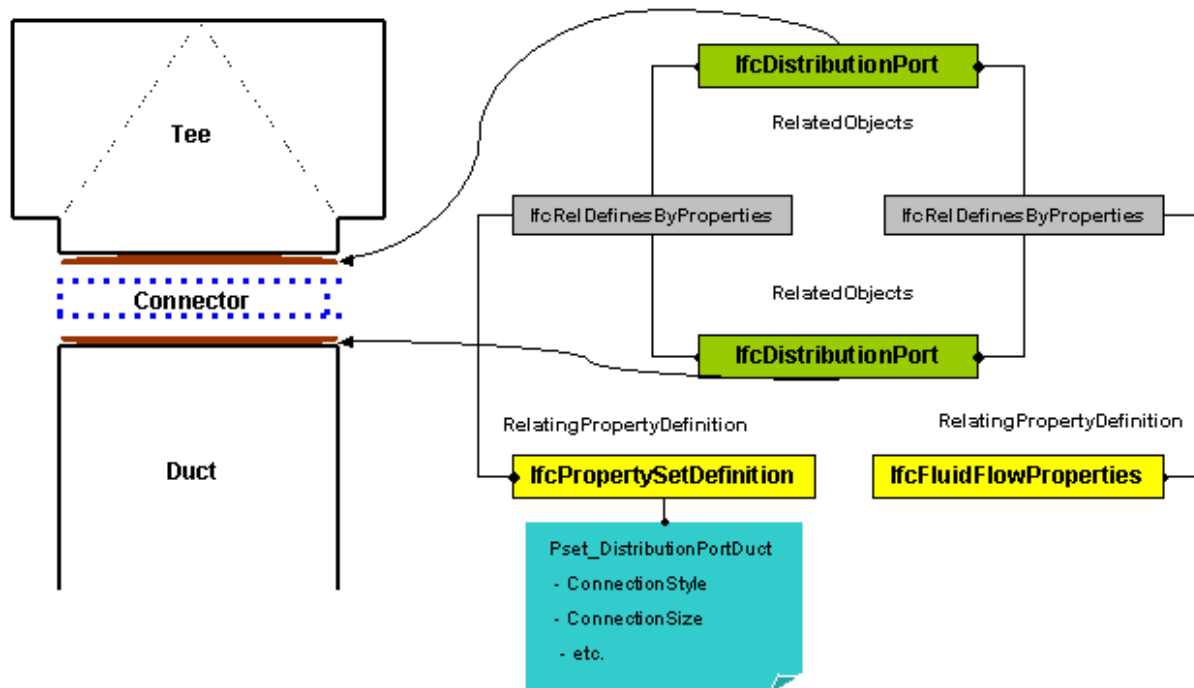 Tee
Connector
Duct
IfcDistributionPort
RelatedObjects
IfcRelDefinesByProperties
IfcRelDefinesByProperties
RelatedObjects
IfcDistributionPort
RelatingPropertyDefinition
RelatingPropertyDefinition
IfcPropertySetDefinition
IfcFluidFlowProperties
Pset_DistributionPortDuct
- ConnectionStyle
- ConnectionSize
- etc.